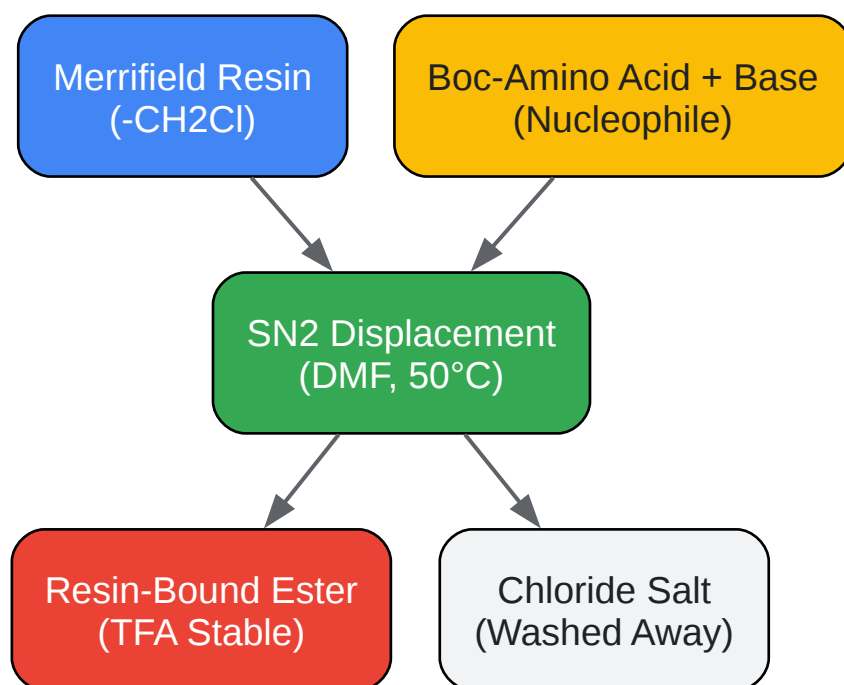 Merrifield Resin
(-CH2Cl)
Boc-Amino Acid + Base
(Nucleophile)
SN2 Displacement
(DMF, 50°C)
Resin-Bound Ester
(TFA Stable)
Chloride Salt
(Washed Away)